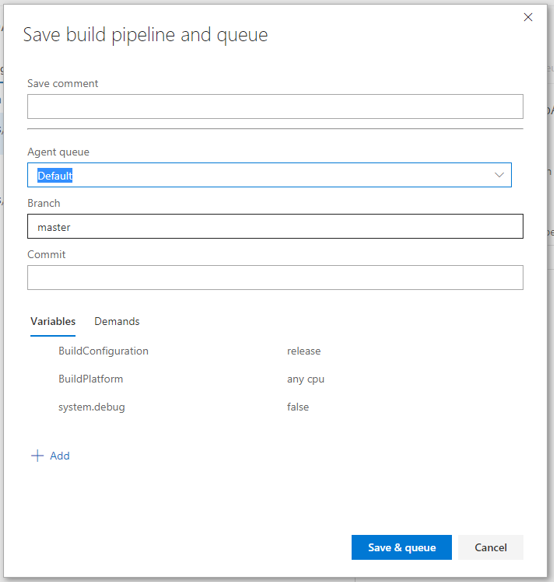 Save build pipeline and queue
Save comment
Agent queue
Default
Branch
master
Commit
Variables Demands
BuildConfiguration release
BuildPlatform any cpu
system.debug false
Add
Save & queue Cancel